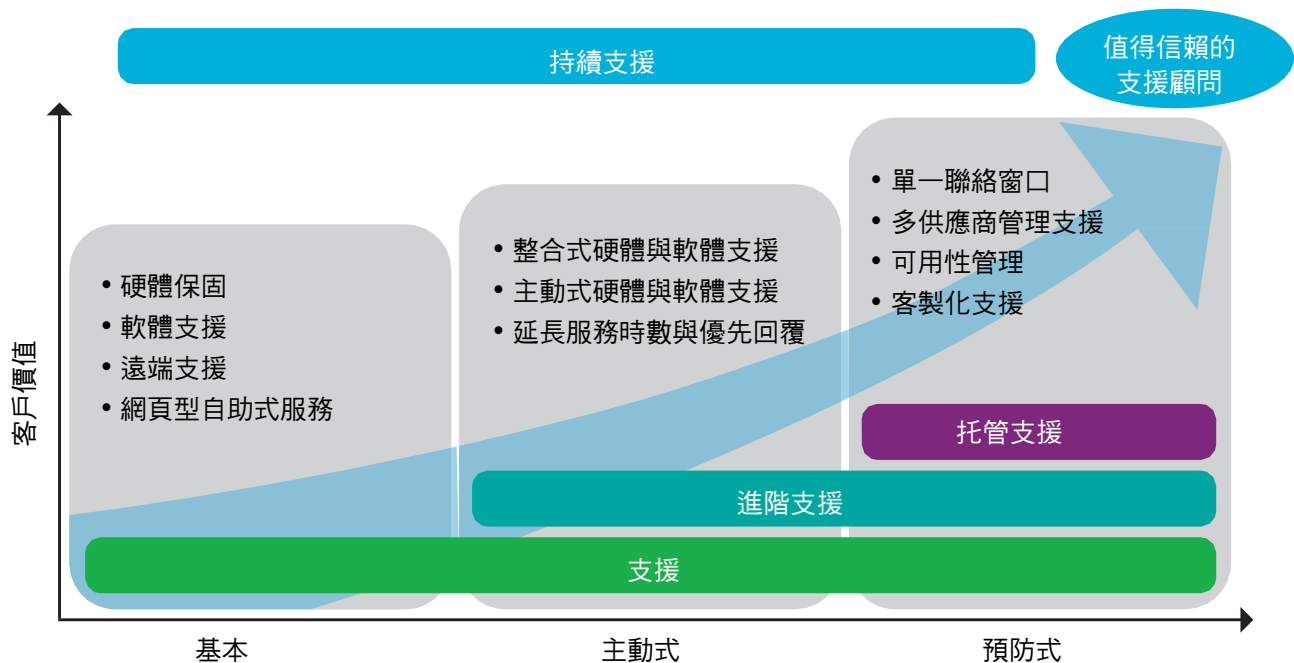 持續支援
值得信賴的
支援顧問
客戶價值
• 硬體保固
• 軟體支援
• 遠端支援
• 網頁型自助式服務
• 整合式硬體與軟體支援
• 主動式硬體與軟體支援
• 延長服務時數與優先回覆
• 單一聯絡窗口
• 多供應商管理支援
• 可用性管理
• 客製化支援
托管支援
進階支援
支援
基本
主動式
預防式